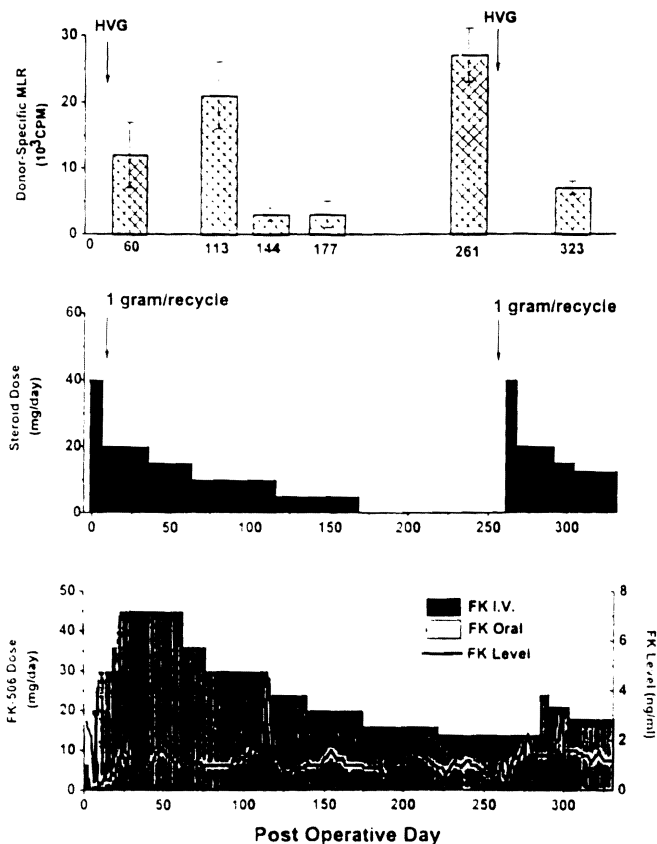 HVG
HVG
30
20
10
0
Donor-Specific MLR
(10³CPM)
0 60 113 144 177 261 323
1 gram/recycle
1 gram/recycle
60
40
20
0
Steroid Dose
(mg/day)
0 50 100 150 200 250 300
50
40
30
20
10
0
FK-506 Dose
(mg/day)
FK I.V.
FK Oral
FK Level
8
6
4
2
0
FK Level (ng/ml)
0 50 100 150 200 250 300
Post Operative Day